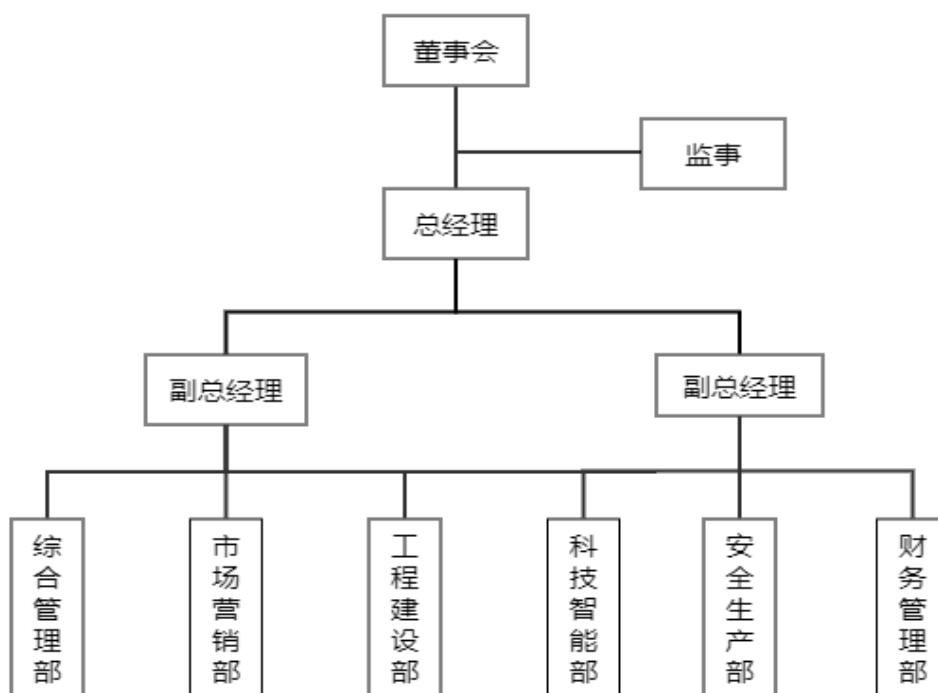 董事会
监事
总经理
副总经理
副总经理
综合管理部
市场营销部
工程建设部
科技智能部
安全生产部
财务管理部